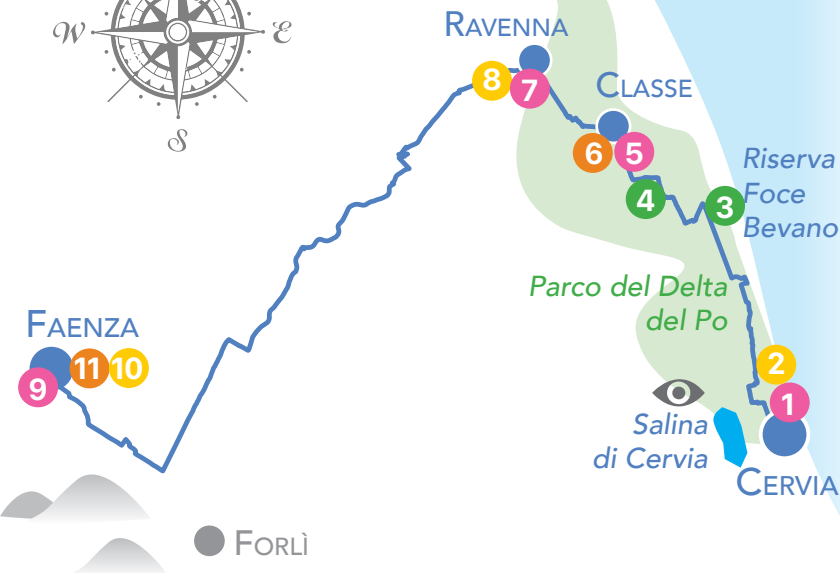 W
E
S
RAVENNA
8
7
CLASSE
6
5
4
3
Riserva
Foce
Bevano
Parco del Delta
del Po
FAENZA
9
11
10
2
1
Salina
di Cervia
CERVIA
FORLÌ